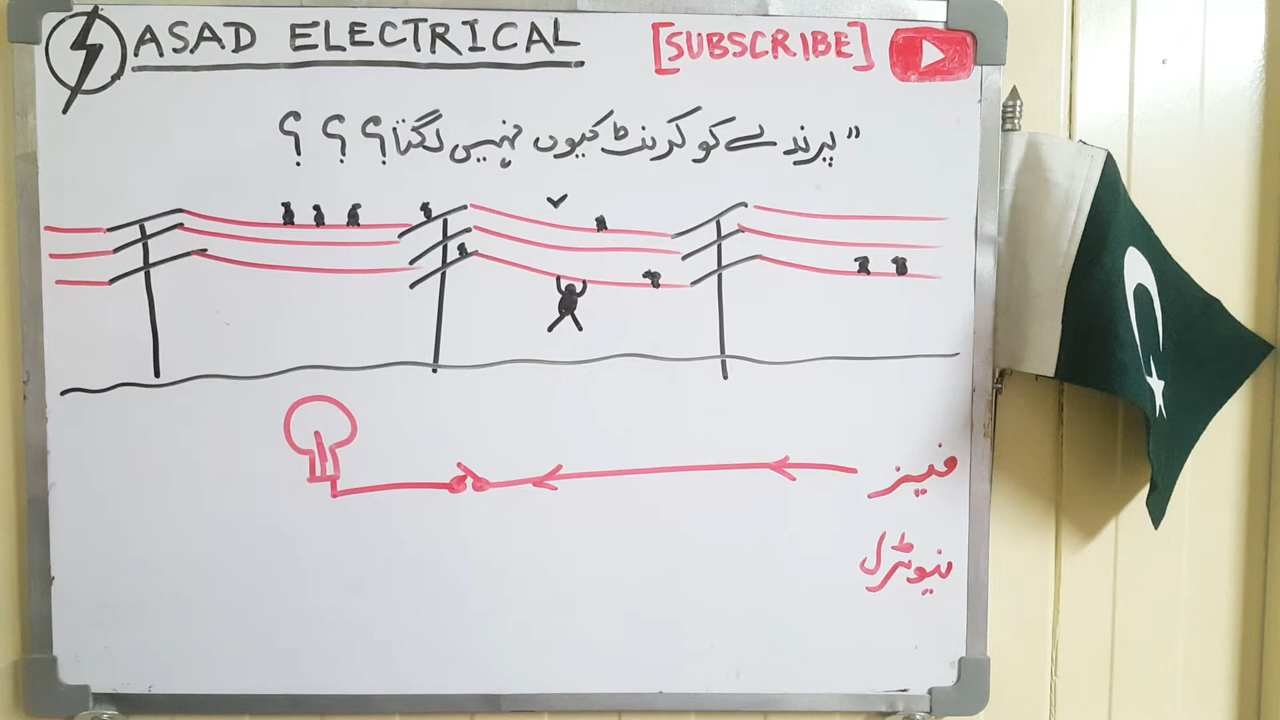 ASAD ELECTRICAL
[SUBSCRIBE]
"پرندے کو کرنٹ کیوں نہیں لگتا؟ ؟ ؟
فیز
نیوٹرل